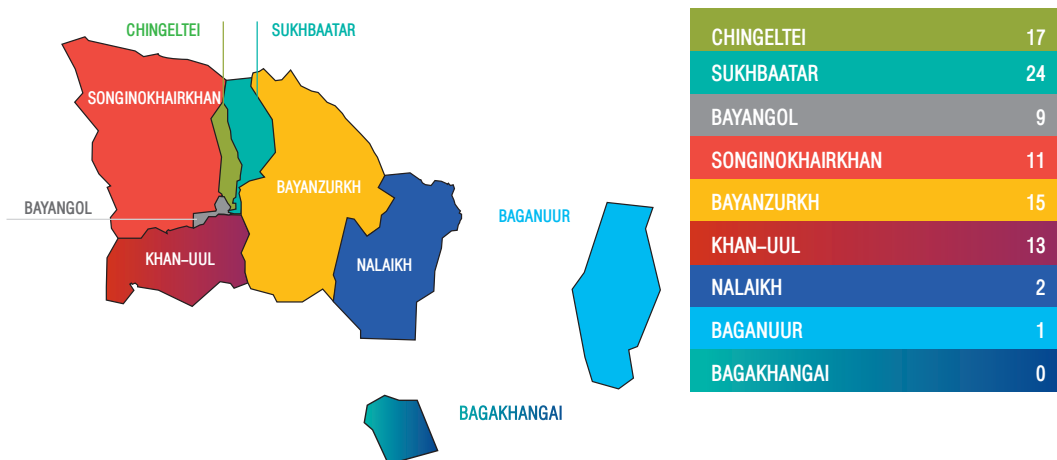 CHINGELTEI
SUKHBAATAR
SONGINOKHAIRKHAN
BAYANZURKH
BAYANGOL
BAGANUUR
KHAN-UUL
NALAIKH
BAGAKHANGAI
CHINGELTEI 17
SUKHBAATAR 24
BAYANGOL 9
SONGINOKHAIRKHAN 11
BAYANZURKH 15
KHAN-UUL 13
NALAIKH 2
BAGANUUR 1
BAGAKHANGAI 0